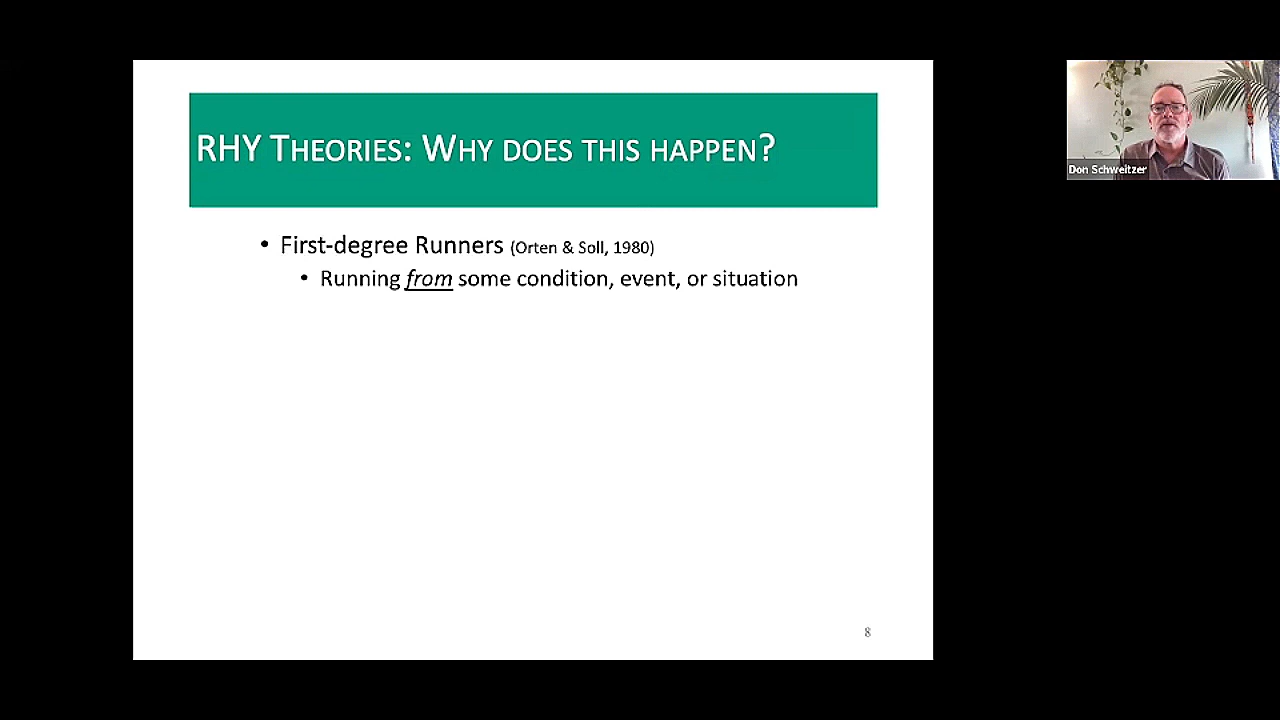 RHY THEORIES: WHY DOES THIS HAPPEN?
• First-degree Runners (Orten & Soll, 1980)
• Running from some condition, event, or situation
8
Don Schweitzer